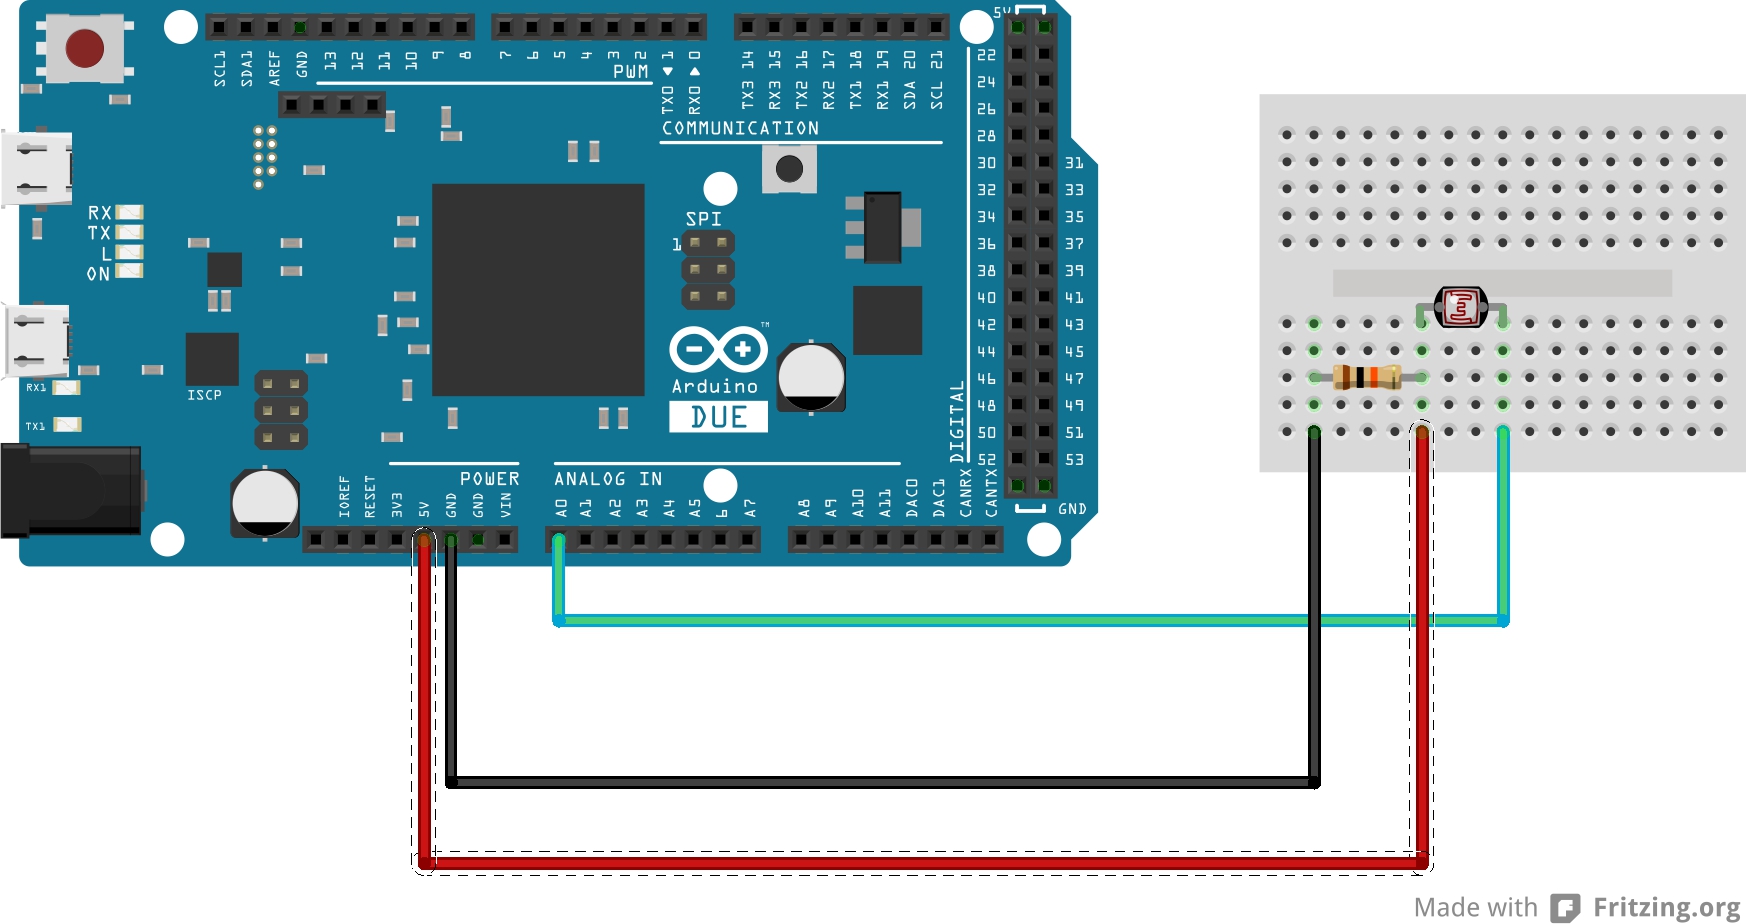 5V
SCL1 SDA1 AREF GND 13 12 11 10 9 8 7 6 5 4 3 2 1 0
TX3 14 RX3 15 TX2 16 RX2 17 TX1 18 RX1 19 SDA 20 SCL 21
PWM
TX0 RX0
COMMUNICATION
22
24
26
28
30 31
32 33
34 35
36 37
38 39
40 41
42 43
44 45
46 47
48 49
50 51
52 53
GND
DIGITAL
RX
TX
L
ON
SPI
1
TM
Arduino
DUE
RX1
ISCP
TX1
POWER
ANALOG IN
IOREF RESET 3V3 5V GND GND VIN
A0 A1 A2 A3 A4 A5 6 A7
A8 A9 A10 A11 DAC0 DAC1 CANRX CANTX
Made with Fritzing.org